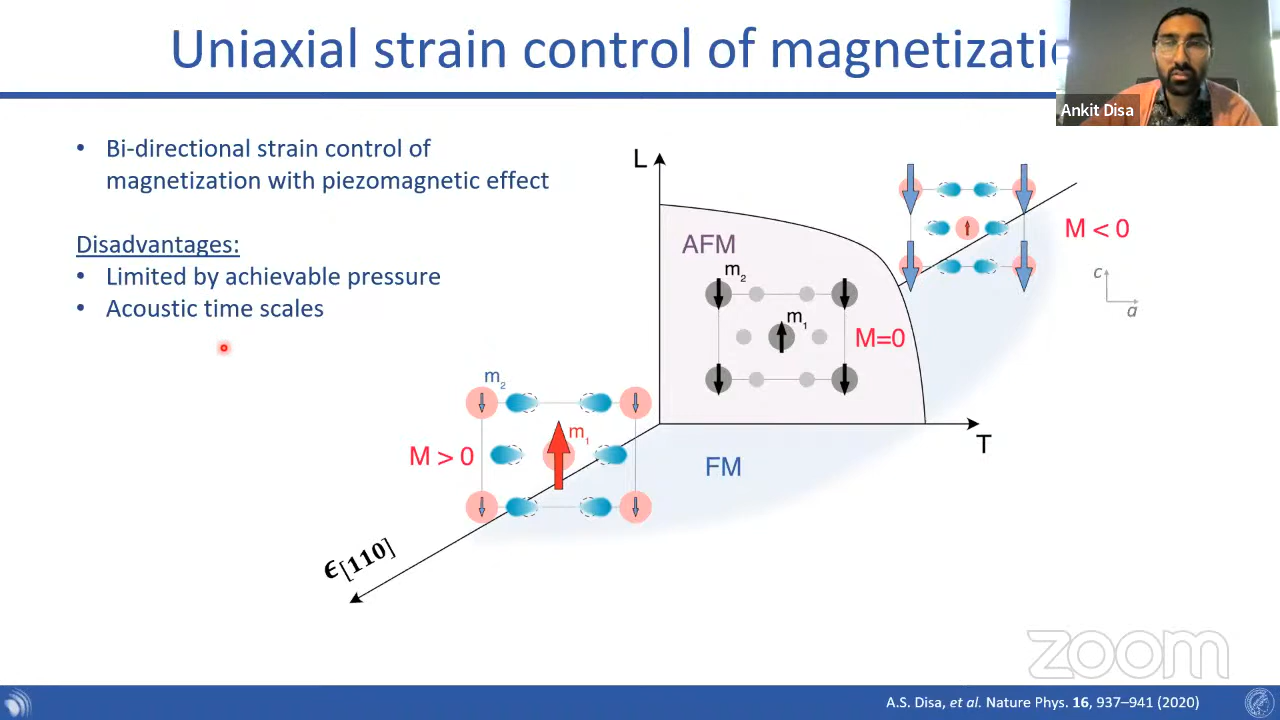 Uniaxial strain control of magnetizatio
Ankit Disa
• Bi-directional strain control of
magnetization with piezomagnetic effect
Disadvantages:
• Limited by achievable pressure
• Acoustic time scales
L
AFM
m2
m1
M=0
M < 0
c
a
T
m2
m1
M > 0
FM
ϵ[110]
zoom
A.S. Disa, et al. Nature Phys. 16, 937–941 (2020)